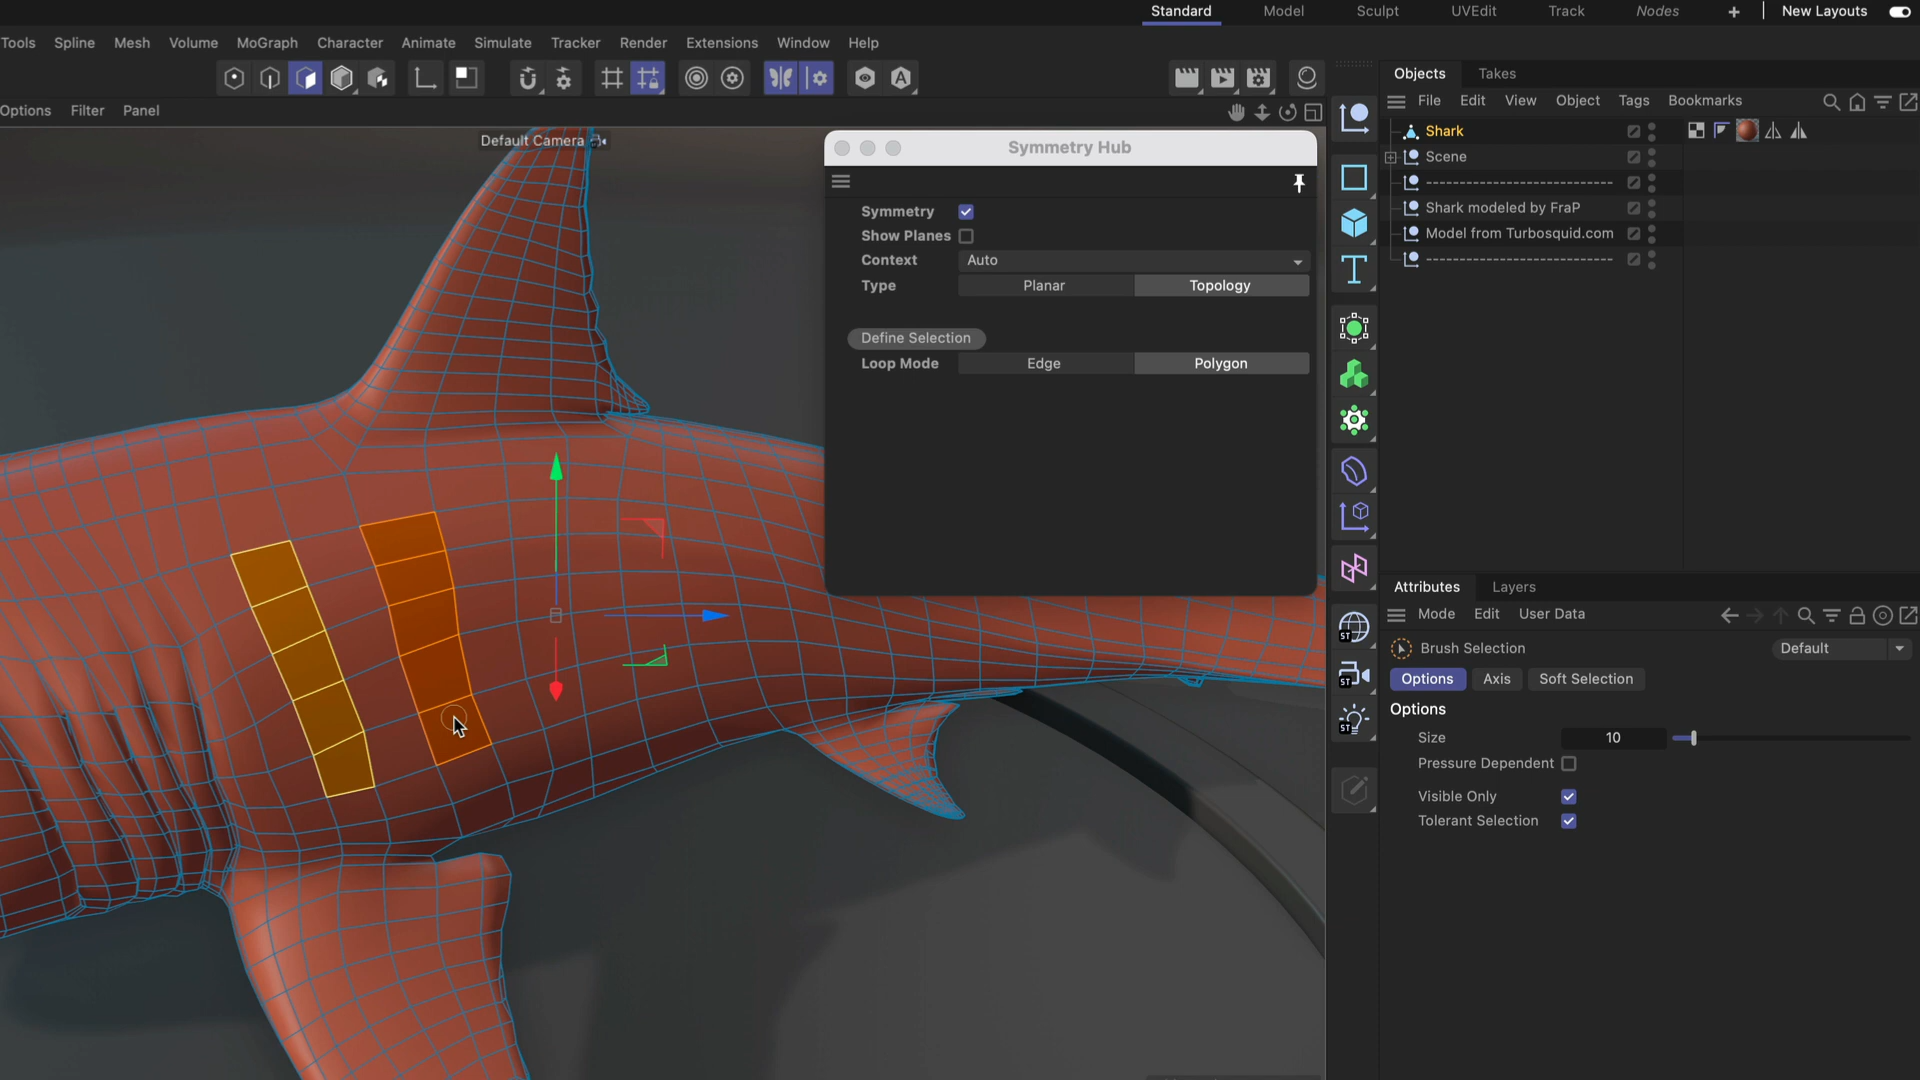 Standard Model Sculpt UVEdit Track Nodes + New Layouts
Tools Spline Mesh Volume MoGraph Character Animate Simulate Tracker Render Extensions Window Help
Objects Takes
Options Filter Panel
File Edit View Object Tags Bookmarks
Default Camera
Symmetry Hub
Symmetry
Show Planes
Context Auto
Type Planar Topology
Define Selection
Loop Mode Edge Polygon
Shark
Scene
------------------------------
Shark modeled by FraP
Model from Turbosquid.com
------------------------------
ST
ST
ST
Attributes Layers
Mode Edit User Data
Brush Selection Default
Options Axis Soft Selection
Options
Size 10
Pressure Dependent
Visible Only
Tolerant Selection